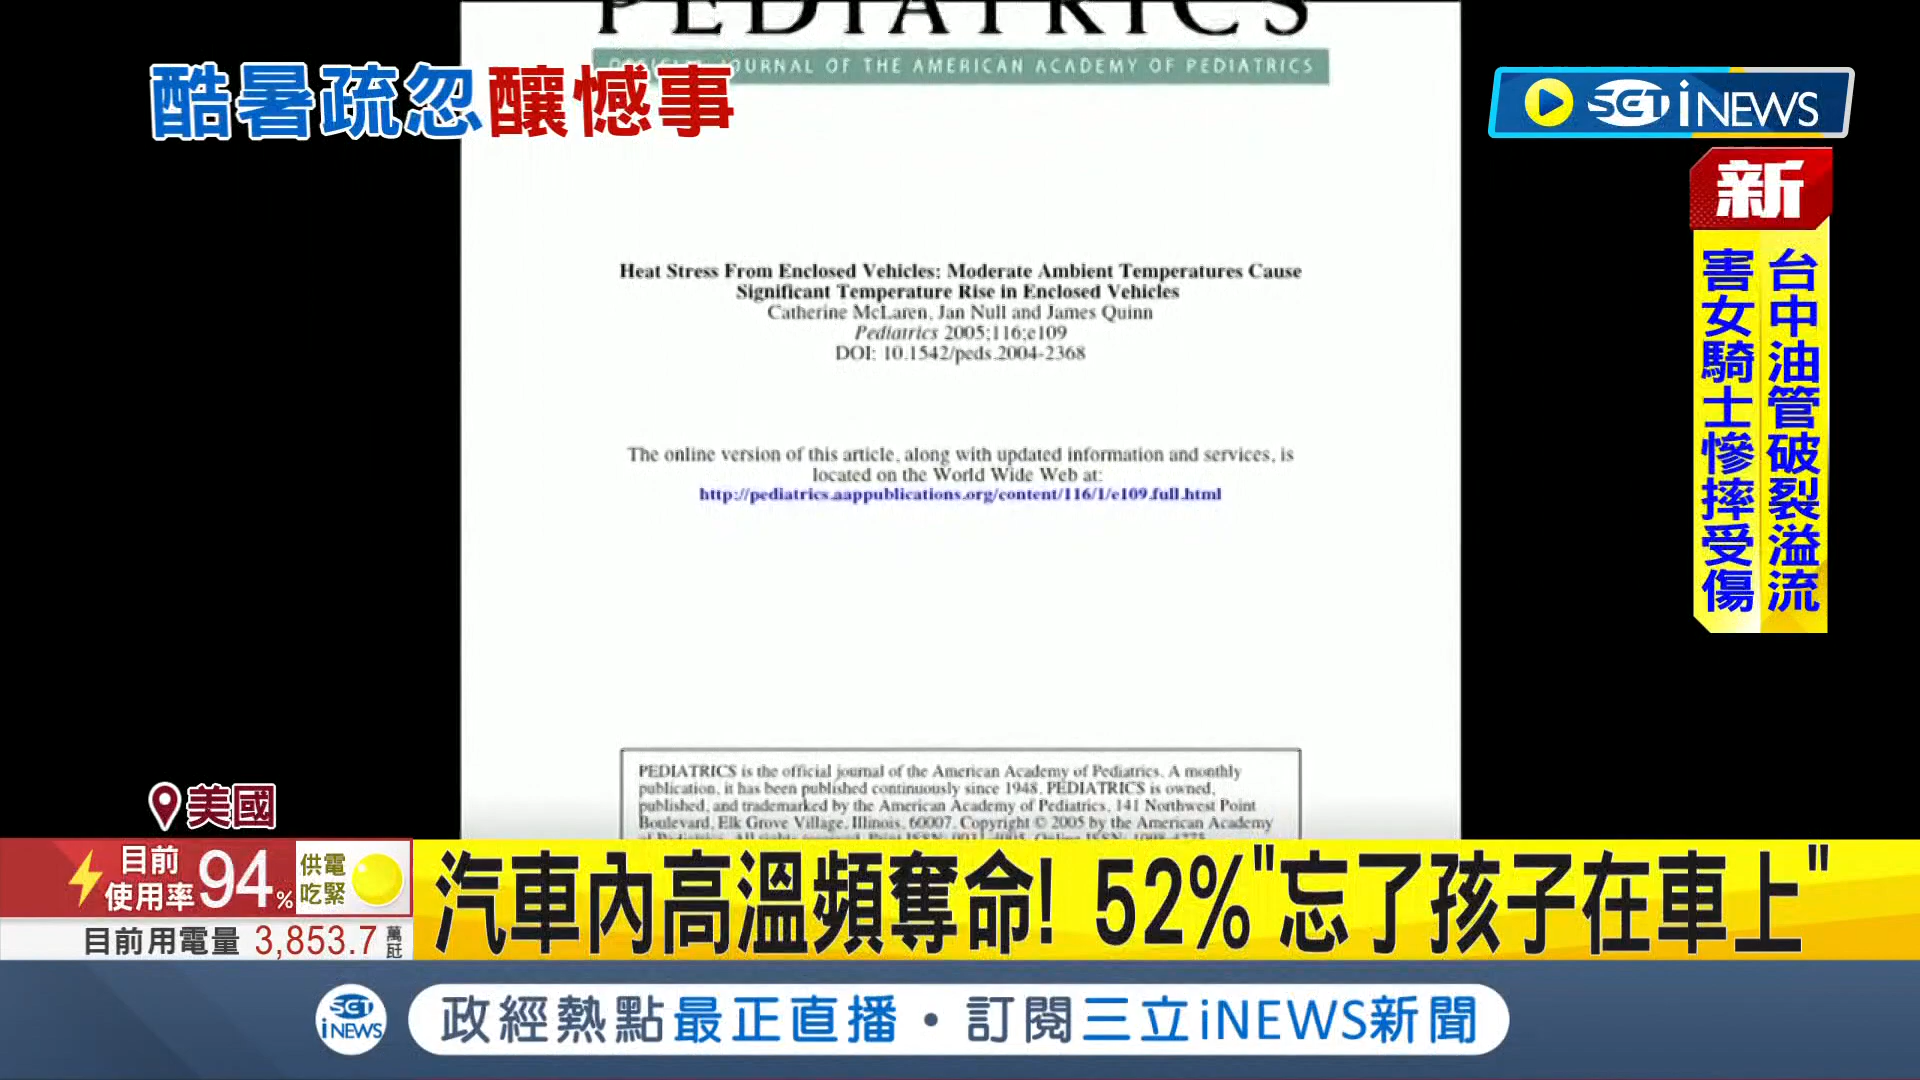 PEDIATRICS
OFFICIAL JOURNAL OF THE AMERICAN ACADEMY OF PEDIATRICS
酷暑疏忽釀憾事
SET iNEWS
新
台中油管破裂溢流
害女騎士慘摔受傷
Heat Stress From Enclosed Vehicles: Moderate Ambient Temperatures Cause
Significant Temperature Rise in Enclosed Vehicles
Catherine McLaren, Jan Null and James Quinn
Pediatrics 2005;116;e109
DOI: 10.1542/peds.2004-2368
The online version of this article, along with updated information and services, is
located on the World Wide Web at:
http://pediatrics.aappublications.org/content/116/1/e109.full.html
PEDIATRICS is the official journal of the American Academy of Pediatrics. A monthly
publication, it has been published continuously since 1948. PEDIATRICS is owned,
published, and trademarked by the American Academy of Pediatrics, 141 Northwest Point
Boulevard, Elk Grove Village, Illinois, 60007. Copyright © 2005 by the American Academy
美國
目前
使用率94%
供電
吃緊
目前用電量 3,853.7 萬瓩
汽車內高溫頻奪命! 52%"忘了孩子在車上"
SET iNEWS
政經熱點最正直播・訂閱三立iNEWS新聞